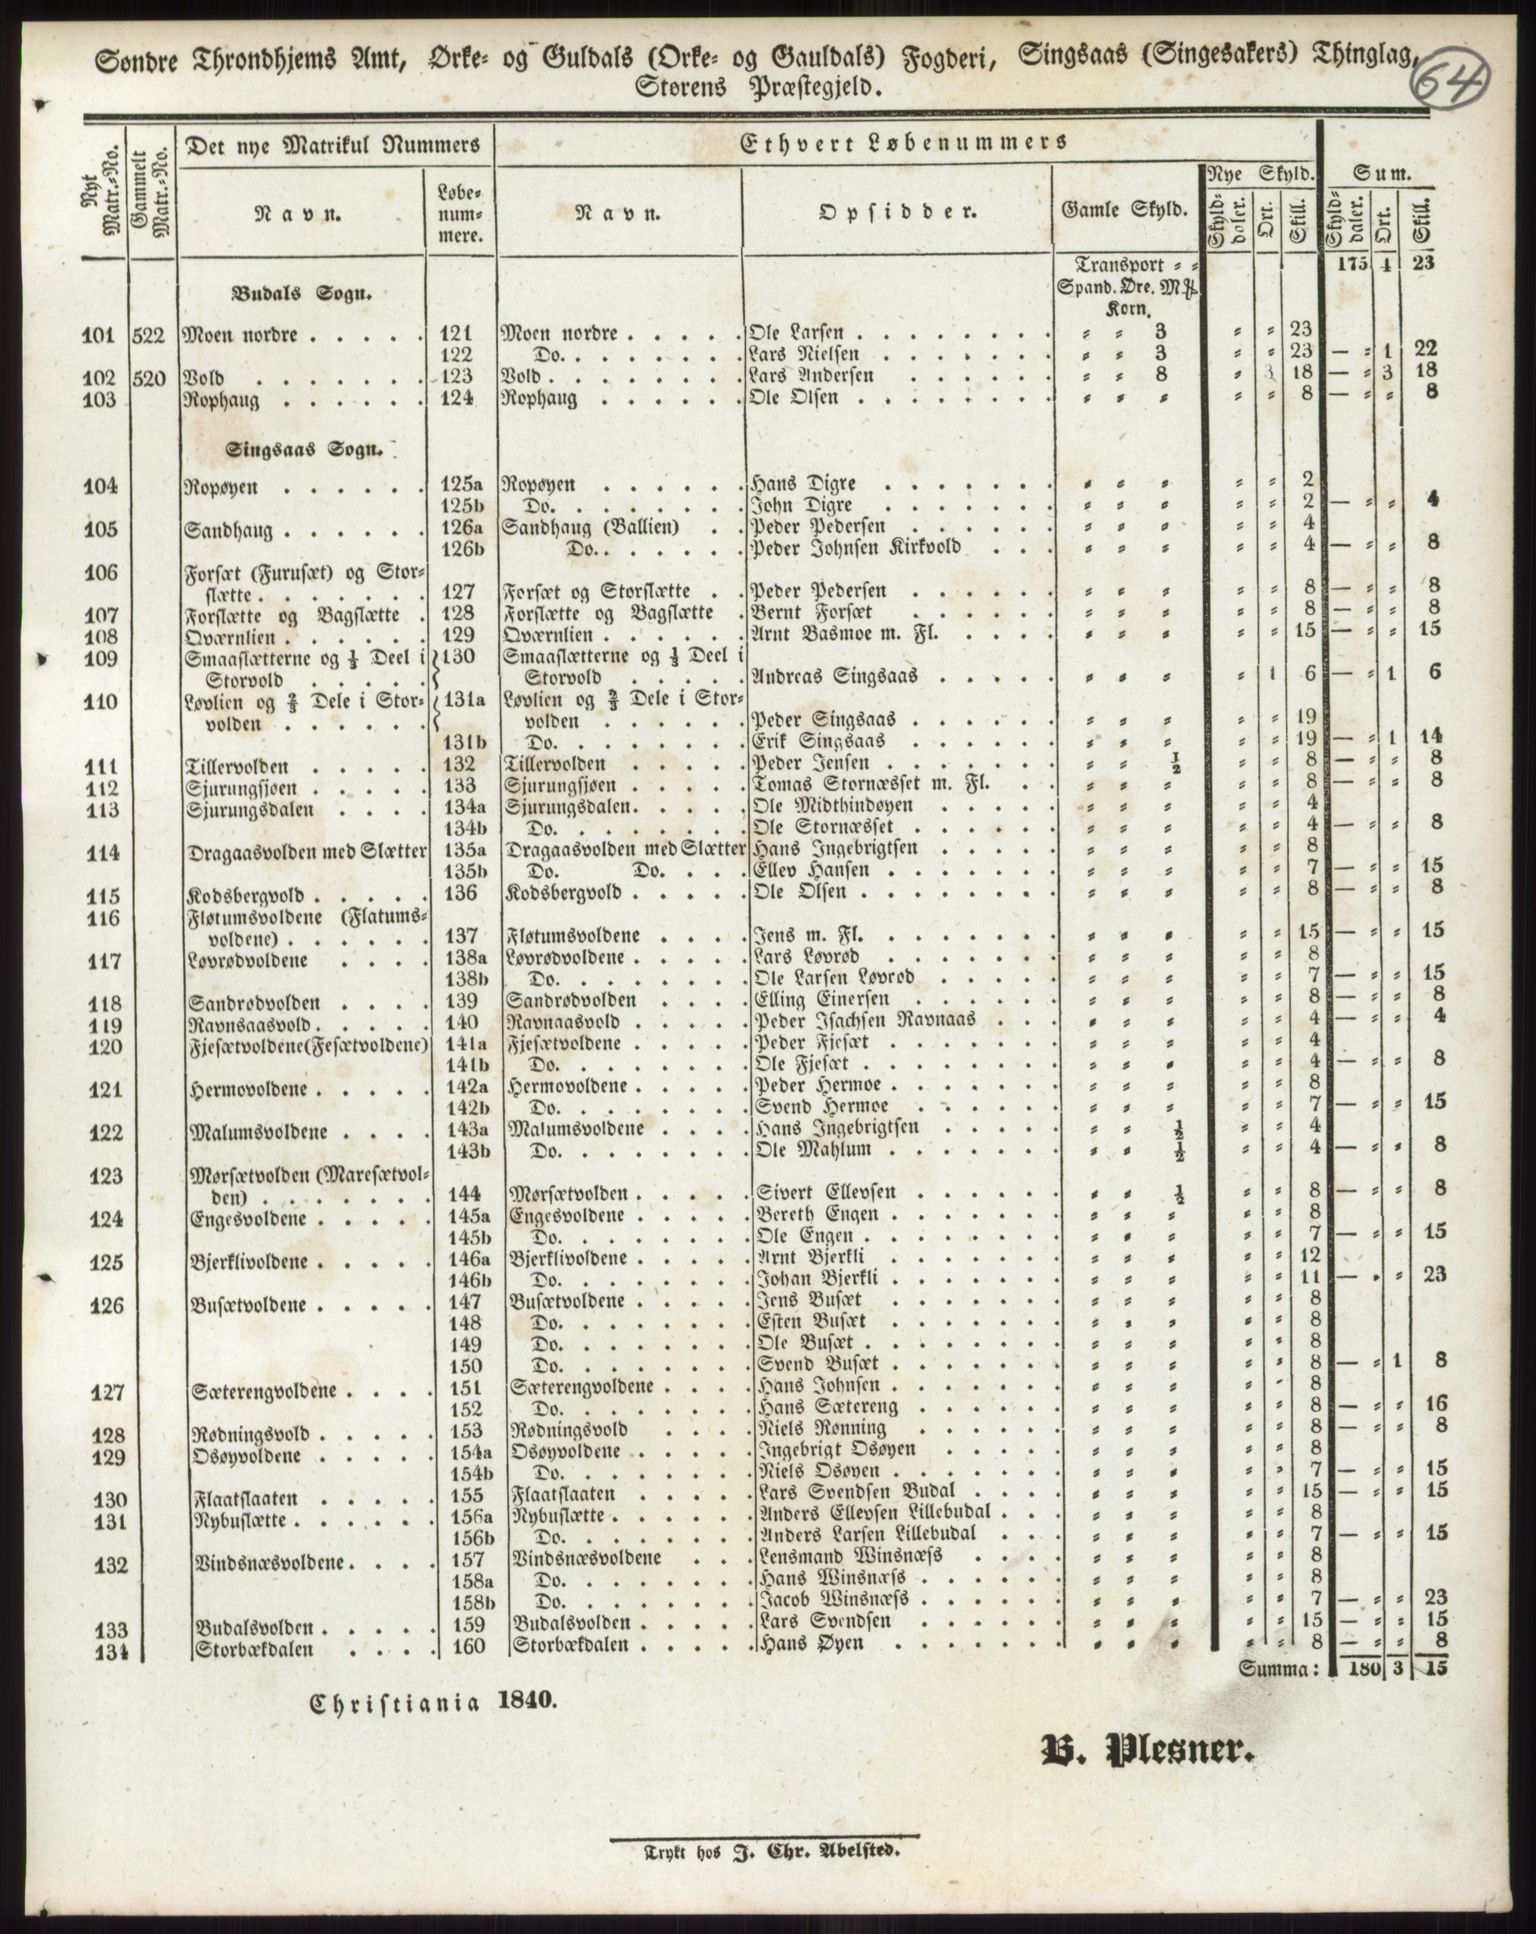 Søndre Throndhjems Amt, Ørke- og Guldals (Orke- og Gauldals) Fogderi, Singsaas (Singesakers) Thinglag,
64
Størens Præstegjeld.
Nyt Matr.-No. Gammelt Matr.-No. Det nye Matrikul Nummers Ethvert Løbenummers
Nye Skyld. Sum.
Navn. Løbe-num-mere. Navn. Opsidder. Gamle Skyld. Skyld-daler. Ort. Skill. Skyld-daler. Ort. Skill.
Transport - - 175 4 23
Budals Sogn. Spand. Øre. M℔
Korn.
101 522 Moen nordre . . . . . 121 Moen nordre . . . . . Ole Larsen . . . . . . . . " " 3 " " 23
122 Do. . . . . . . . Lars Nielsen . . . . . . . " " 3 " " 23 — " 1 22
102 520 Vold . . . . . . 123 Vold . . . . . . . . Lars Andersen . . . . . . " " 8 " 3 18 — " 3 18
103 Rophaug . . . . . . 124 Rophaug . . . . . . Ole Olsen . . . . . . . . " " " " " 8 — " " 8
Singsaas Sogn.
104 Ropøyen . . . . . . 125a Ropøyen . . . . . . Hans Digre . . . . . . . " " " " " 2
125b Do. . . . . . . . John Digre . . . . . . . " " " " " 2 — " " 4
105 Sandhaug . . . . . . 126a Sandhaug (Ballien) . . Peder Pedersen . . . . . . " " " " " 4
126b Do. . . . . . . Peder Johnsen Kirkvold . . . " " " " " 4 — " " 8
106 Forsæt (Furusæt) og Stor-
slætte . . . . . . . 127 Forsæt og Storslætte . . Peder Pedersen . . . . . . " " " " " 8 — " " 8
107 Forslætte og Bagslætte . 128 Forslætte og Bagslætte . Bernt Forsæt . . . . . . " " " " " 8 — " " 8
108 Qværnlien . . . . . 129 Qværnlien . . . . . . Arnt Basmoe m. Fl. . . . . " " " " " 15 — " " 15
109 Smaaslætterne og ⅓ Deel i 130 Smaaslætterne og ⅓ Deel i
Storvold . . . . . Storvold . . . . . Andreas Singsaas . . . . . " " " " 1 6 — " 1 6
110 Løvlien og ⅔ Dele i Stor- 131a Løvlien og ⅔ Dele i Stor-
volden . . . . . . volden . . . . . . Peder Singsaas . . . . . . " " " " " 19
131b Do. . . . . . . . Erik Singsaas . . . . . . " " " " " 19 — " 1 14
111 Tillervolden . . . . . 132 Tillervolden . . . . . Peder Jensen . . . . . . . " " ½ " " 8 — " " 8
112 Sjurungsjøen . . . . . 133 Sjurungsjøen . . . . . Tomas Stornæsset m. Fl. . . . " " " " " 8 — " " 8
113 Sjurungsdalen . . . . 134a Sjurungsdalen. . . . . Ole Midthindøyen . . . . . " " " " " 4
134b Do. . . . . . . . Ole Stornæsset . . . . . . " " " " " 4 — " " 8
114 Dragaasvolden med Slætter 135a Dragaasvolden med Slætter Hans Ingebrigtsen . . . . . " " " " " 8
135b Do. Do. . . . Ellev Hansen . . . . . . . " " " " " 7 — " " 15
115 Kodsbergvold . . . . . 136 Kodsbergvold . . . . . Ole Olsen . . . . . . . . " " " " " 8 — " " 8
116 Fløtumsvoldene (Flatums-
voldene) . . . . . . 137 Fløtumsvoldene . . . . Jens m. Fl. . . . . . . . " " " " " 15 — " " 15
117 Løvrødvoldene . . . . 138a Løvrødvoldene . . . . . Lars Løvrød . . . . . . . " " " " " 8
138b Do. . . . . . . . Ole Larsen Løvrød . . . . . " " " " " 7 — " " 15
118 Sandrødvolden . . . . 139 Sandrødvolden . . . . Elling Einersen . . . . . . " " " " " 8 — " " 8
119 Ravnsaasvold . . . . . 140 Ravnaasvold . . . . . Peder Isachsen Ravnaas . . . " " " " " 4 — " " 4
120 Fjesætvoldene(Fesætvoldene) 141a Fjesætvoldene . . . . . Peder Fjesæt . . . . . . . " " " " " 4
141b Do. . . . . . . . Ole Fjesæt . . . . . . . . " " " " " 4 — " " 8
121 Hermovoldene . . . . . 142a Hermovoldene . . . . . Peder Hermoe . . . . . . . " " " " " 8
142b Do. . . . . . . . Svend Hermoe . . . . . . " " " " " 7 — " " 15
122 Malumsvoldene . . . . 143a Malumsvoldene . . . . Hans Ingebrigtsen . . . . . " " ½ " " 4
143b Do. . . . . . . . Ole Mahlum . . . . . . . " " ½ " " 4 — " " 8
123 Mørsætvolden (Maresætvol-
den) . . . . . . . 144 Mørsætvolden . . . . . Sivert Ellevsen . . . . . . " " ½ " " 8 — " " 8
124 Engesvoldene . . . . . 145a Engesvoldene . . . . . Bereth Engen . . . . . . . " " " " " 8
145b Do. . . . . . . . Ole Engen . . . . . . . . " " " " " 7 — " " 15
125 Bjerklivoldene . . . . . 146a Bjerklivoldene . . . . . Arnt Bjerkli . . . . . . . " " " " " 12
146b Do. . . . . . . . Johan Bjerkli . . . . . . . " " " " " 11 — " " 23
126 Busætvoldene . . . . . 147 Busætvoldene . . . . . Jens Busæt . . . . . . . " " " " " 8
148 Do. . . . . . . . Esten Busæt . . . . . . . " " " " " 8
149 Do. . . . . . . . Ole Busæt . . . . . . . . " " " " " 8
150 Do. . . . . . . . Svend Busæt . . . . . . . " " " " " 8 — " 1 8
127 Sæterengvoldene . . . . 151 Sæterengvoldene . . . . Hans Johnsen . . . . . . . " " " " " 8
152 Do. . . . . . . . Hans Sætereng . . . . . . " " " " " 8 — " " 16
128 Rødningsvold . . . . . 153 Rødningsvold . . . . Niels Rønning . . . . . . " " " " " 8 — " " 8
129 Osøyvoldene . . . . . 154a Osøyvoldene . . . . . Ingebrigt Osøyen . . . . . " " " " " 8
154b Do. . . . . . . . Niels Osøyen . . . . . . . " " " " " 7 — " " 15
130 Flaatslaaten . . . . . 155 Flaatslaaten . . . . . Lars Svendsen Budal . . . . " " " " " 15 — " " 15
131 Nybuslætte . . . . . . 156a Nybuslætte . . . . . . Anders Ellevsen Lillebudal . . . " " " " " 8
156b Do. . . . . . . . Anders Larsen Lillebudal . . . " " " " " 7 — " " 15
132 Vindsnæsvoldene . . . . 157 Vindsnæsvoldene . . . Lensmand Winsnæss . . . . " " " " " 8
158a Do. . . . . . . . Hans Winsnæss . . . . . . " " " " " 8
158b Do. . . . . . . . Jacob Winsnæss . . . . . . " " " " " 7 — " " 23
133 Budalsvolden . . . . . 159 Budalsvolden . . . . . Lars Svendsen . . . . . . " " " " " 15 — " " 15
134 Storbækdalen . . . . 160 Storbækdalen . . . . . Hans Øyen . . . . . . . " " " " " 8 — " " 8
Summa: 180 3 15
Christiania 1840.
B. Plesner.
Trykt hos J. Chr. Abelsted.